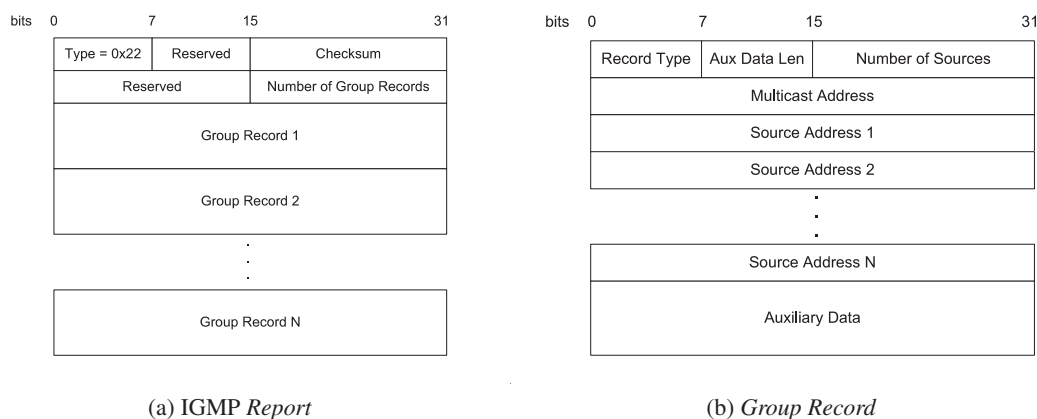 bits 0 7 15 31
Type = 0x22 Reserved Checksum
Reserved Number of Group Records
Group Record 1
Group Record 2
.
.
.
Group Record N
(a) IGMP Report
bits 0 7 15 31
Record Type Aux Data Len Number of Sources
Multicast Address
Source Address 1
Source Address 2
.
.
.
Source Address N
Auxiliary Data
(b) Group Record